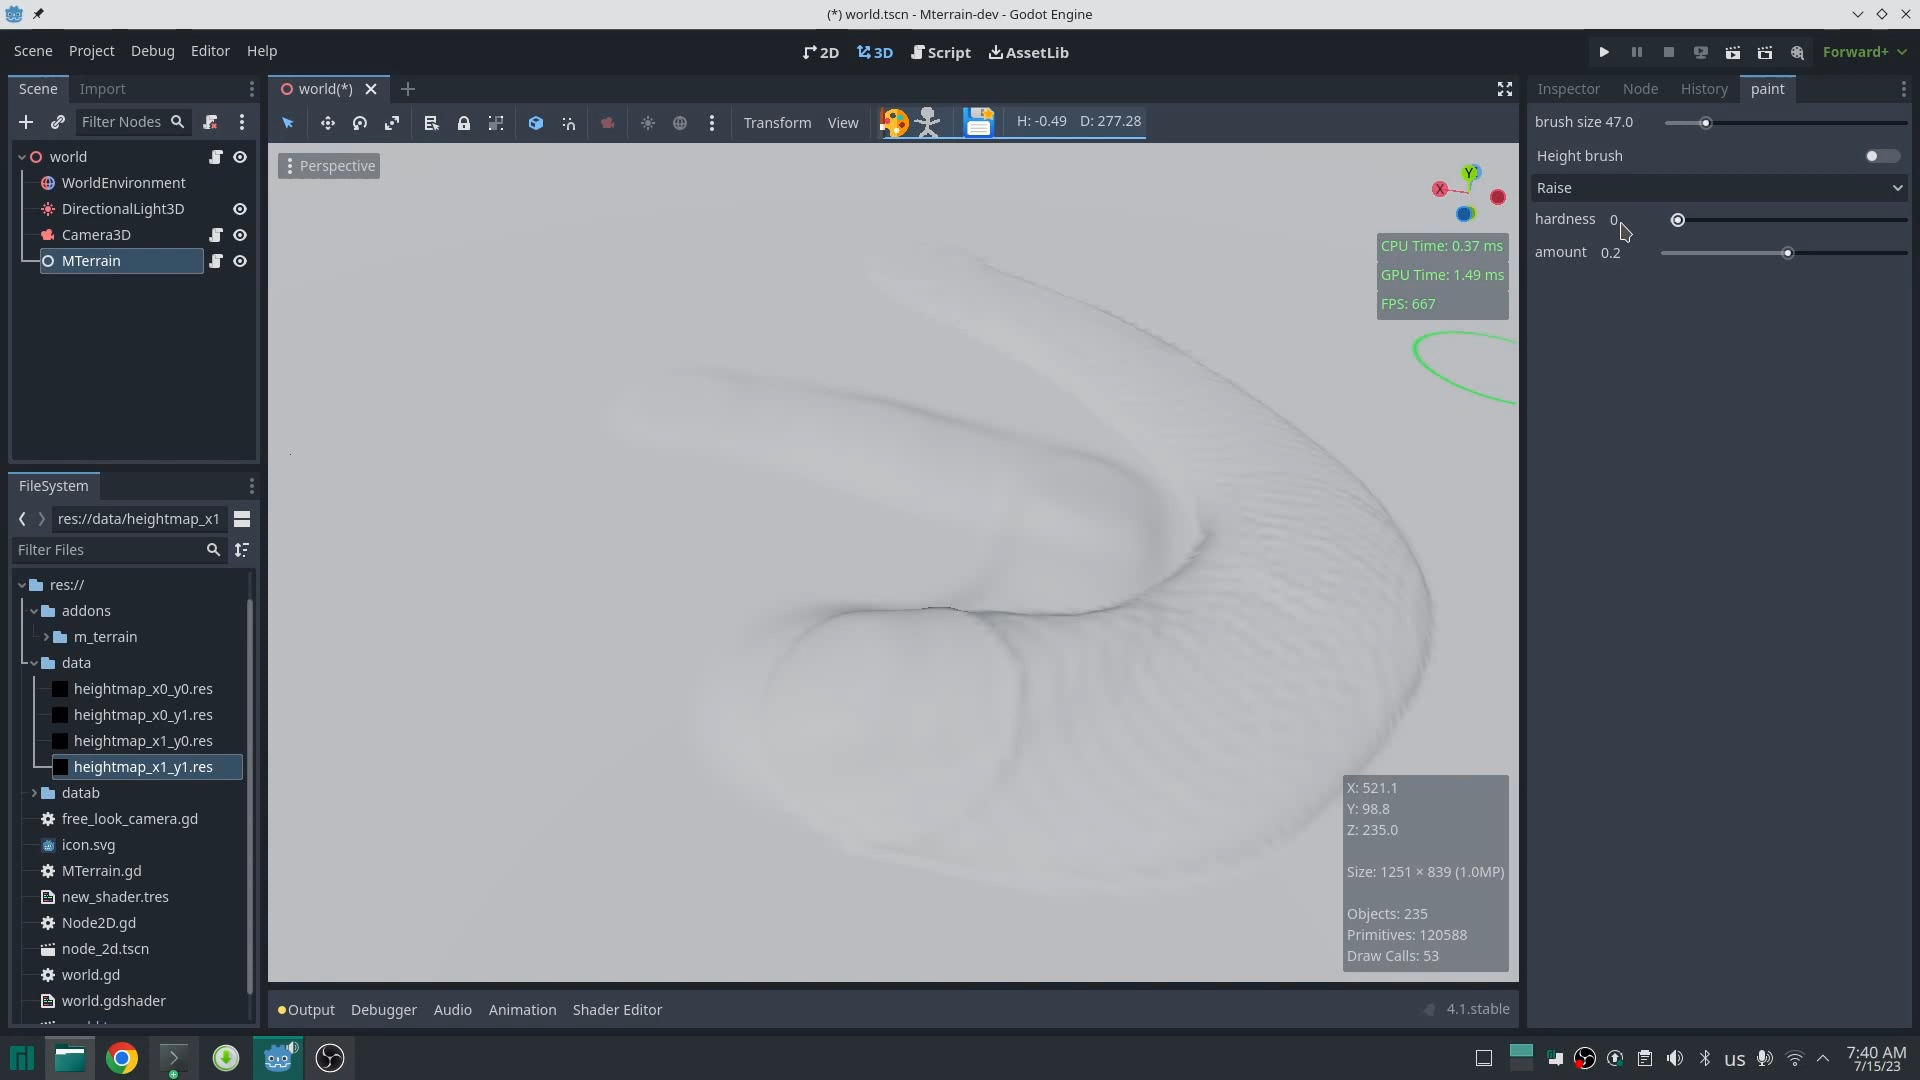 (*) world.tscn - Mterrain-dev - Godot Engine
Scene Project Debug Editor Help
2D 3D Script AssetLib
Forward+
Scene Import
world(*)
Inspector Node History paint
Filter Nodes
Transform View
H: -0.49 D: 277.28
brush size 47.0
Height brush
Raise
hardness 0
amount 0.2
world
WorldEnvironment
DirectionalLight3D
Camera3D
MTerrain
Perspective
Y
X
CPU Time: 0.37 ms
GPU Time: 1.49 ms
FPS: 667
FileSystem
res://data/heightmap_x1
Filter Files
res://
addons
m_terrain
data
heightmap_x0_y0.res
heightmap_x0_y1.res
heightmap_x1_y0.res
heightmap_x1_y1.res
datab
free_look_camera.gd
icon.svg
MTerrain.gd
new_shader.tres
Node2D.gd
node_2d.tscn
world.gd
world.gdshader
X: 521.1
Y: 98.8
Z: 235.0
Size: 1251 × 839 (1.0MP)
Objects: 235
Primitives: 120588
Draw Calls: 53
Output Debugger Audio Animation Shader Editor
4.1.stable
us
7:40 AM
7/15/23